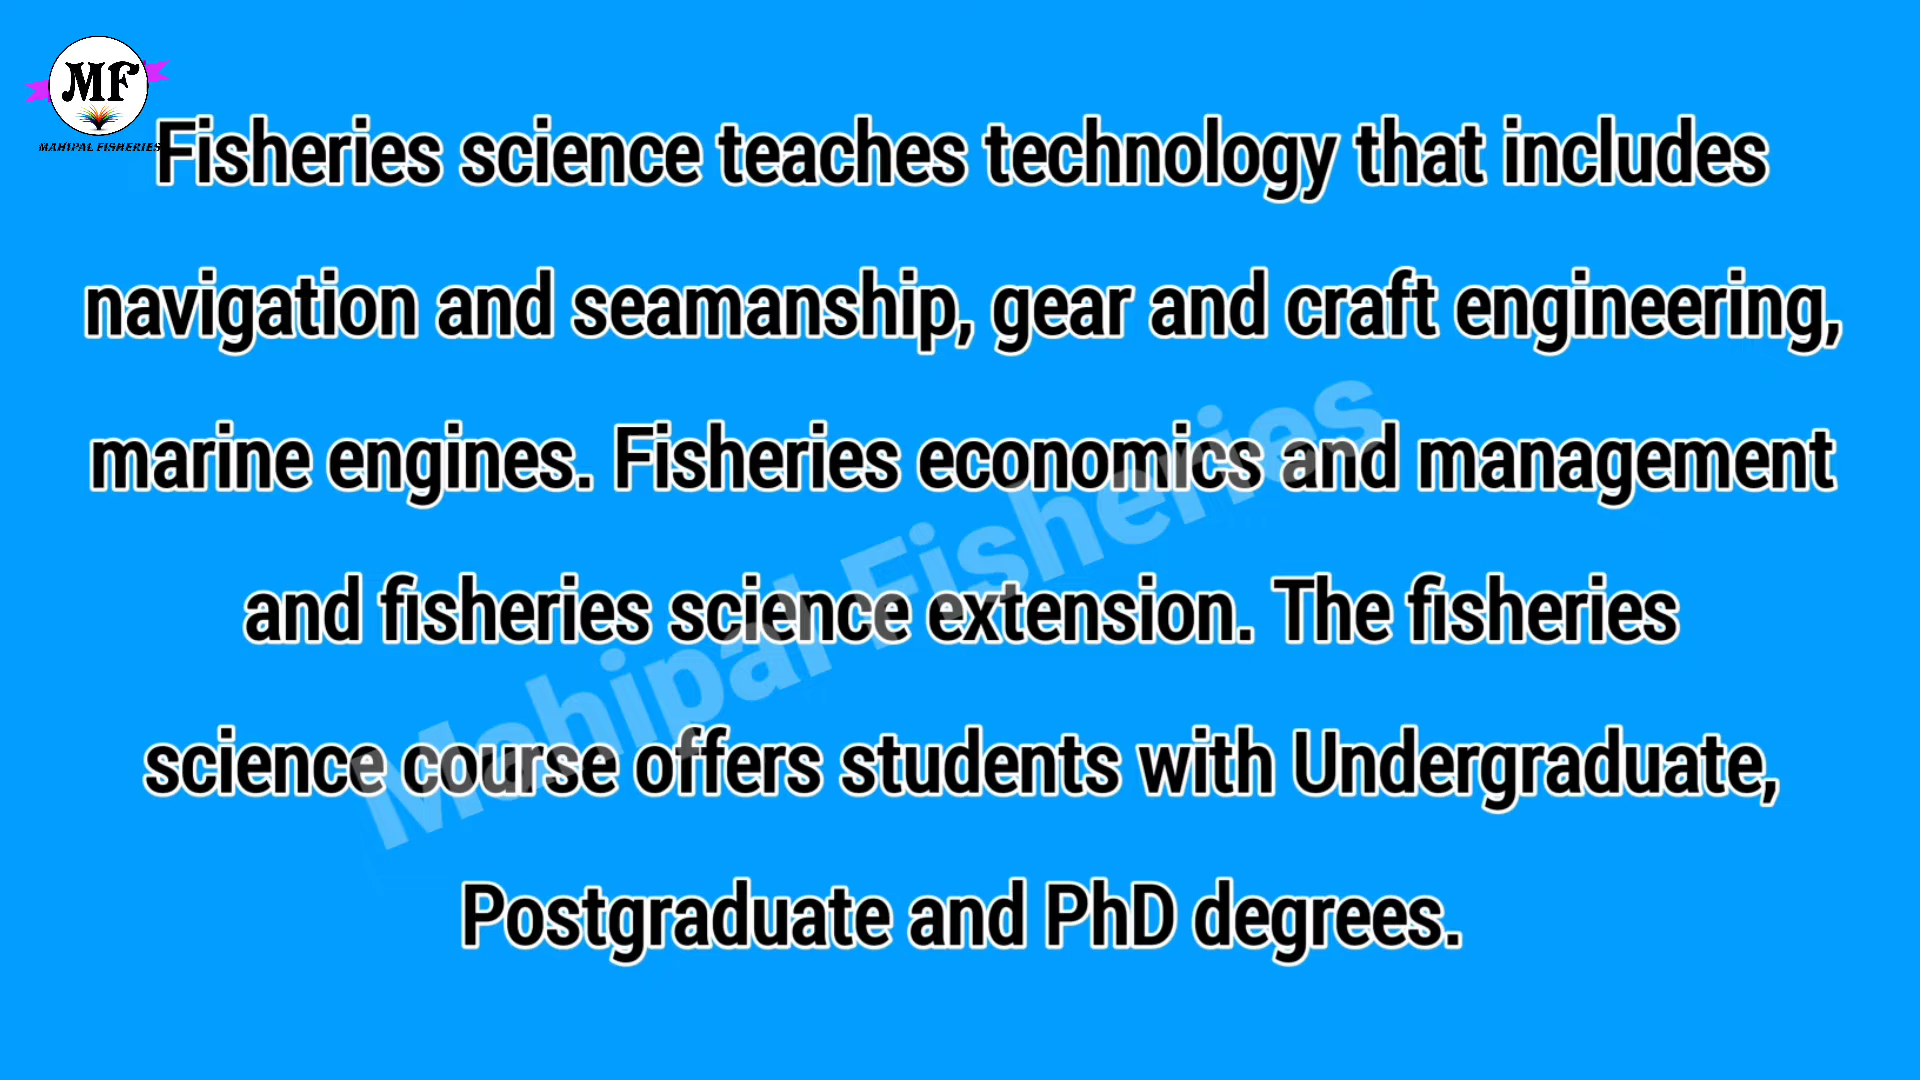 MF
MAHIPAL FISHERIES
Fisheries science teaches technology that includes
navigation and seamanship, gear and craft engineering,
marine engines. Fisheries economics and management
and fisheries science extension. The fisheries
science course offers students with Undergraduate,
Postgraduate and PhD degrees.
Mahipal Fisheries